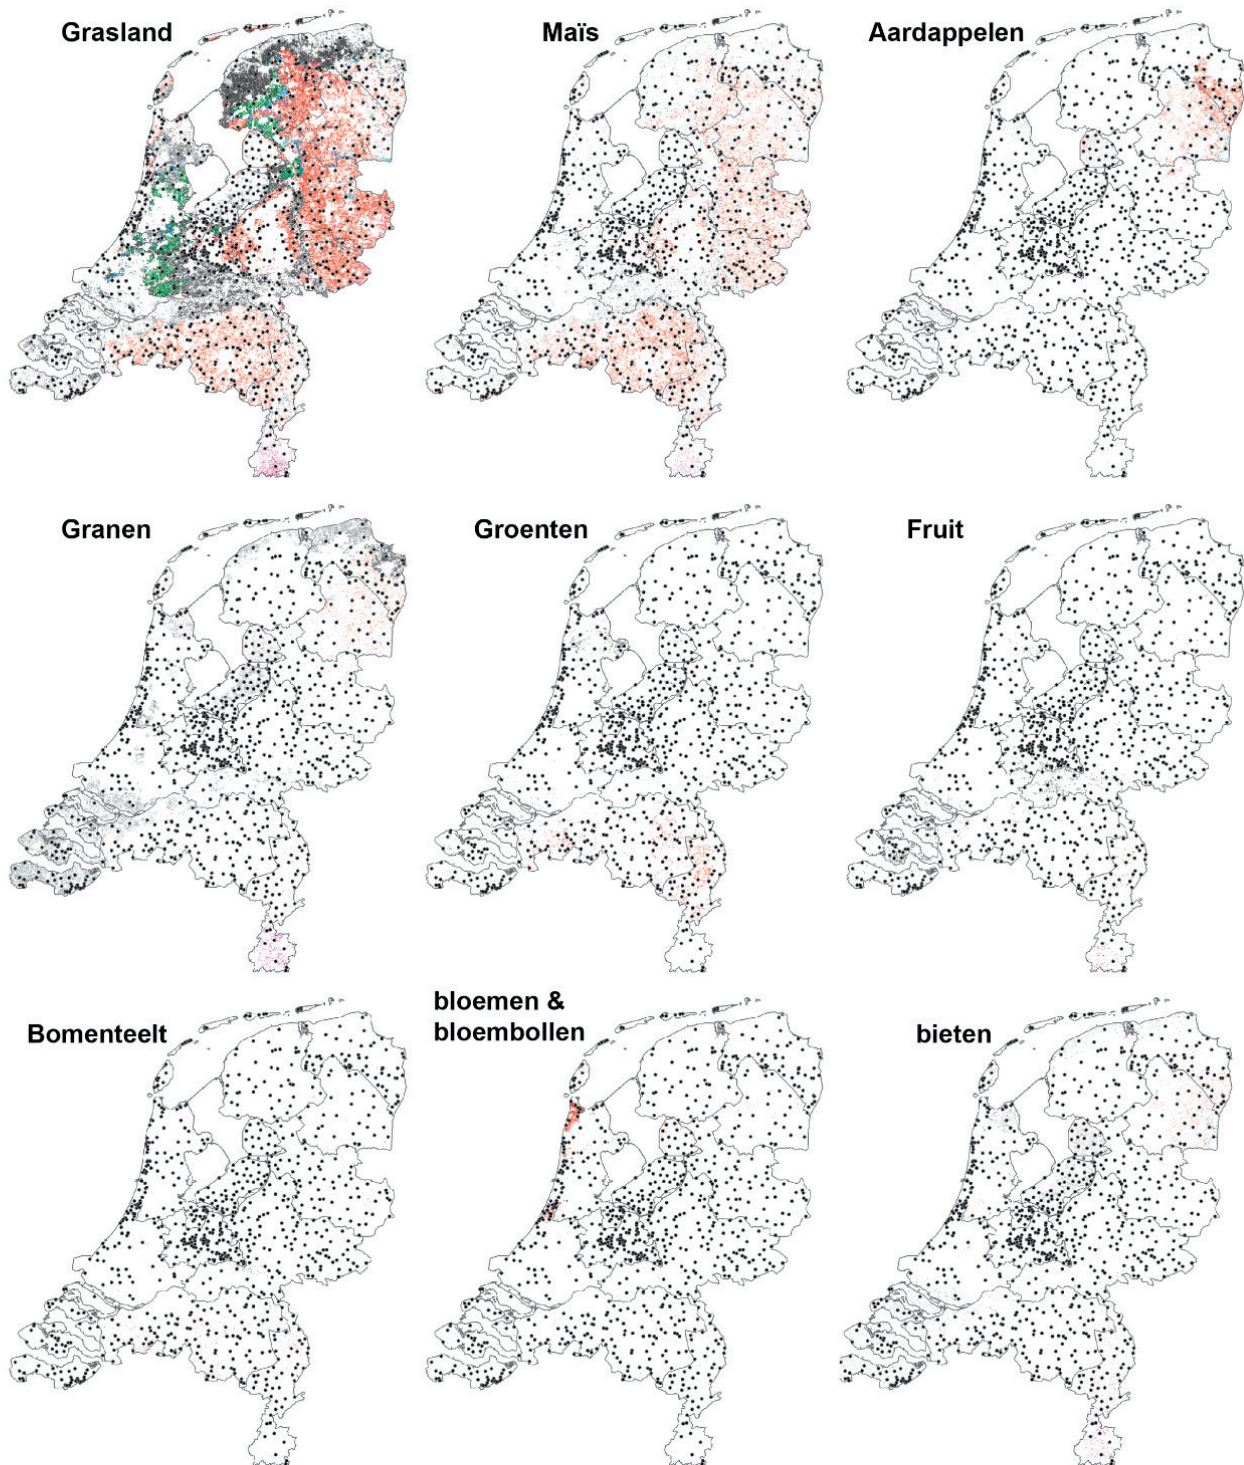 Grasland
Maïs
Aardappelen
Granen
Groenten
Fruit
Bomenteelt
bloemen &
bloembollen
bieten